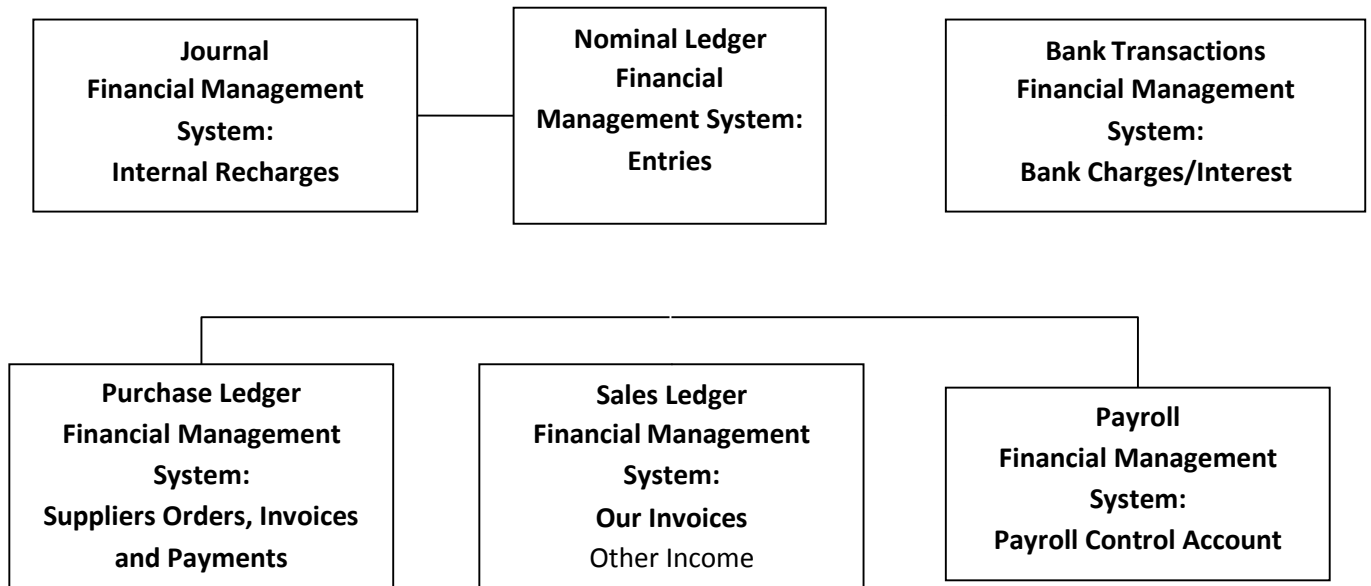 Journal
Financial Management
System:
Internal Recharges
Nominal Ledger
Financial
Management System:
Entries
Bank Transactions
Financial Management
System:
Bank Charges/Interest
Purchase Ledger
Financial Management
System:
Suppliers Orders, Invoices
and Payments
Sales Ledger
Financial Management
System:
Our Invoices
Other Income
Payroll
Financial Management
System:
Payroll Control Account